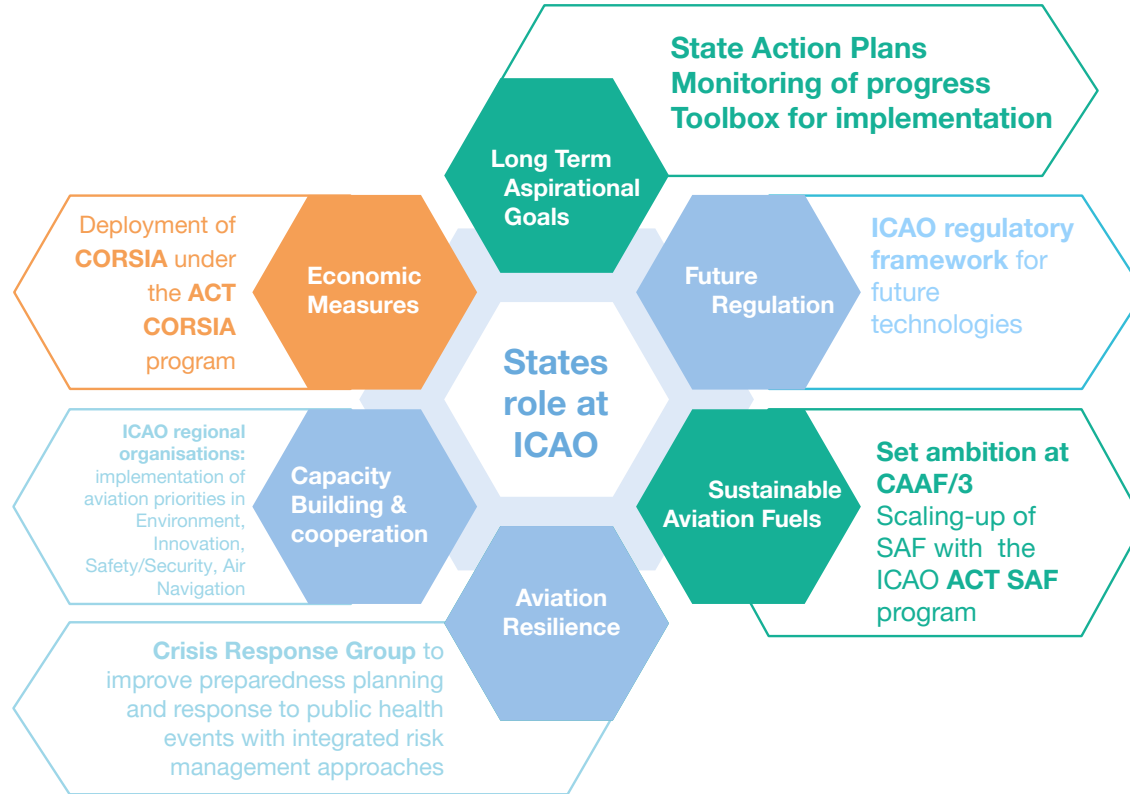 State Action Plans
Monitoring of progress
Toolbox for implementation
Long Term
Aspirational
Goals
Deployment of
CORSIA under
the ACT
CORSIA
program
Economic
Measures
Future
Regulation
ICAO regulatory
framework for
future
technologies
States
role at
ICAO
ICAO regional
organisations:
implementation of
aviation priorities in
Environment,
Innovation,
Safety/Security, Air
Navigation
Capacity
Building &
cooperation
Sustainable
Aviation Fuels
Set ambition at
CAAF/3
Scaling-up of
SAF with the
ICAO ACT SAF
program
Aviation
Resilience
Crisis Response Group to
improve preparedness planning
and response to public health
events with integrated risk
management approaches